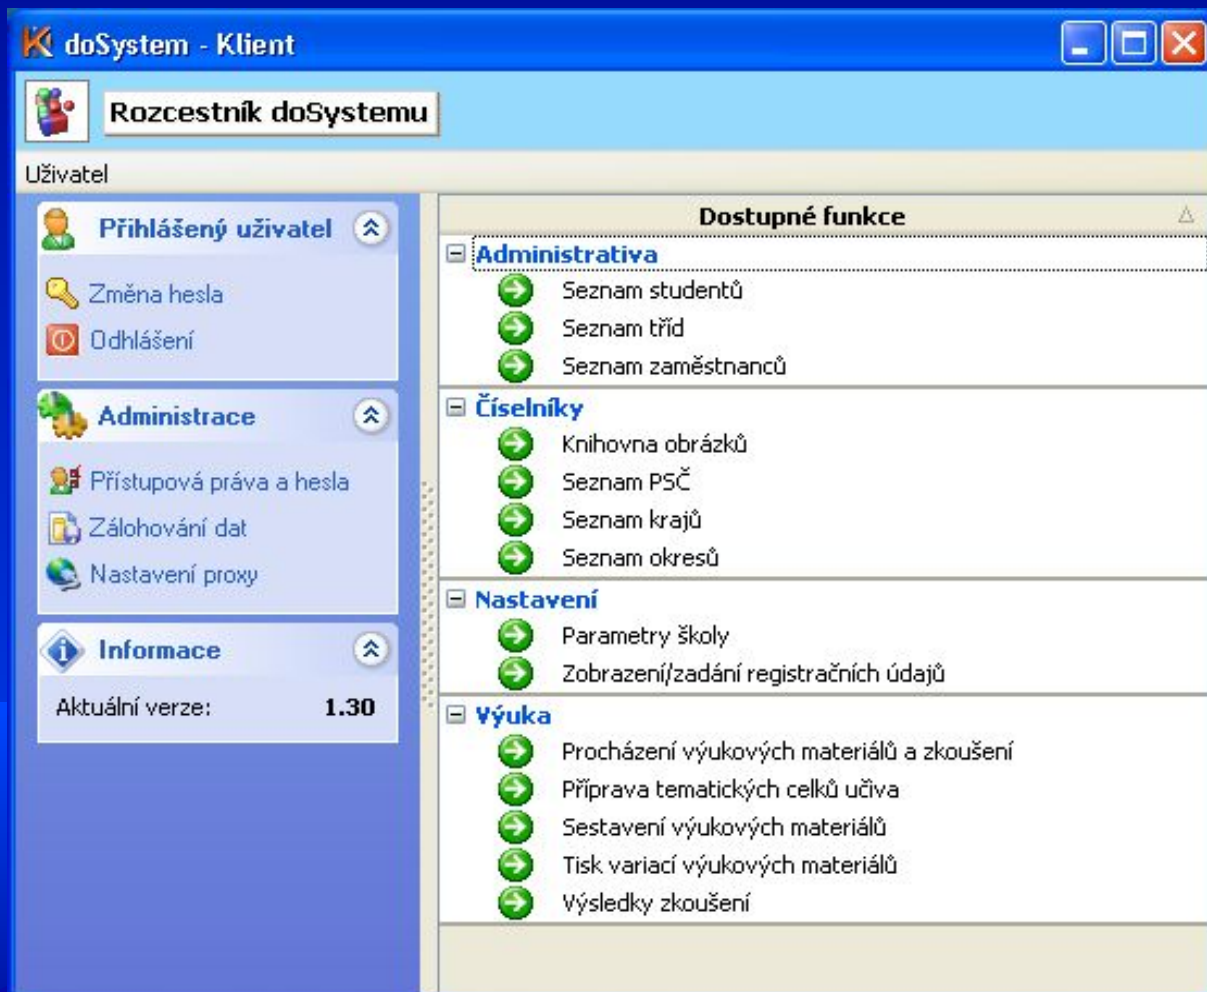 doSystem - Klient
Rozcestník doSystemu
Uživatel
Přihlášený uživatel
Změna hesla
Odhlášení
Administrace
Přístupová práva a hesla
Zálohování dat
Nastavení proxy
Informace
Aktuální verze: 1.30
Dostupné funkce
Administrativa
Seznam studentů
Seznam tříd
Seznam zaměstnanců
Číselníky
Knihovna obrázků
Seznam PSČ
Seznam krajů
Seznam okresů
Nastavení
Parametry školy
Zobrazení/zadání registračních údajů
Výuka
Procházení výukových materiálů a zkoušení
Příprava tematických celků učiva
Sestavení výukových materiálů
Tisk variací výukových materiálů
Výsledky zkoušení